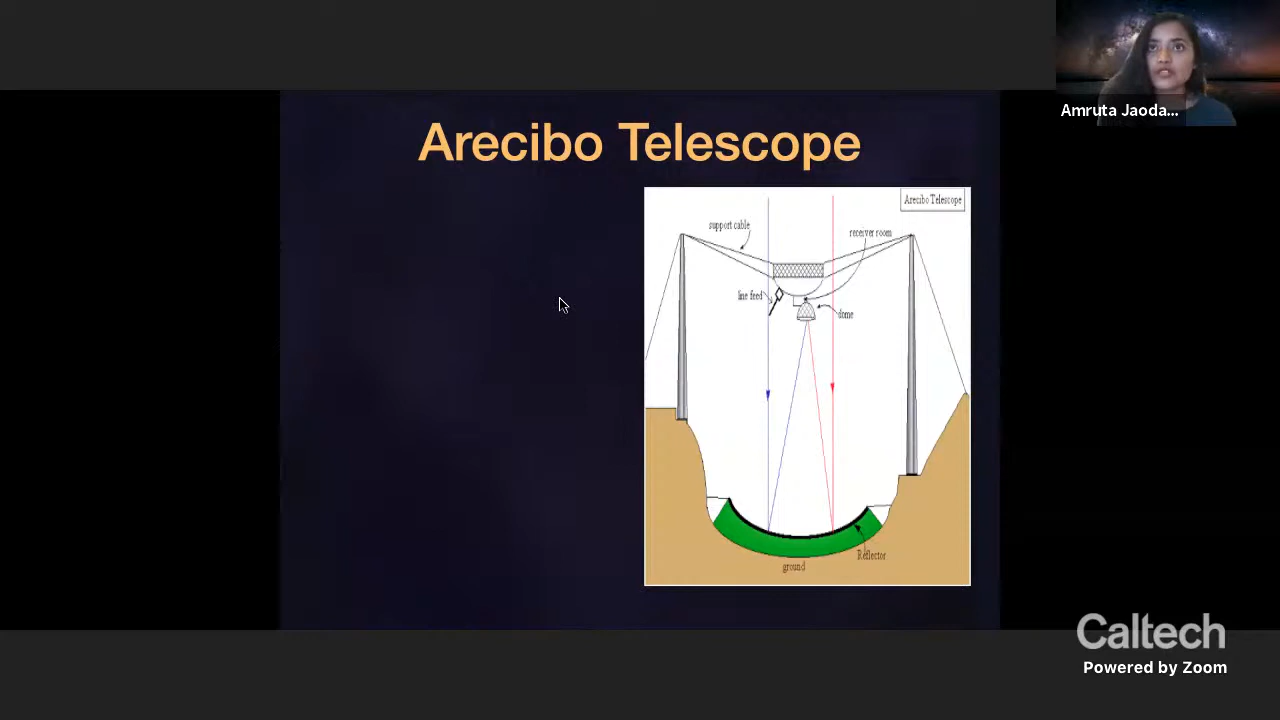 Amruta Jaoda...
Arecibo Telescope
Arecibo Telescope
support cable
receiver room
line feed
dome
Reflector
ground
Caltech
Powered by Zoom